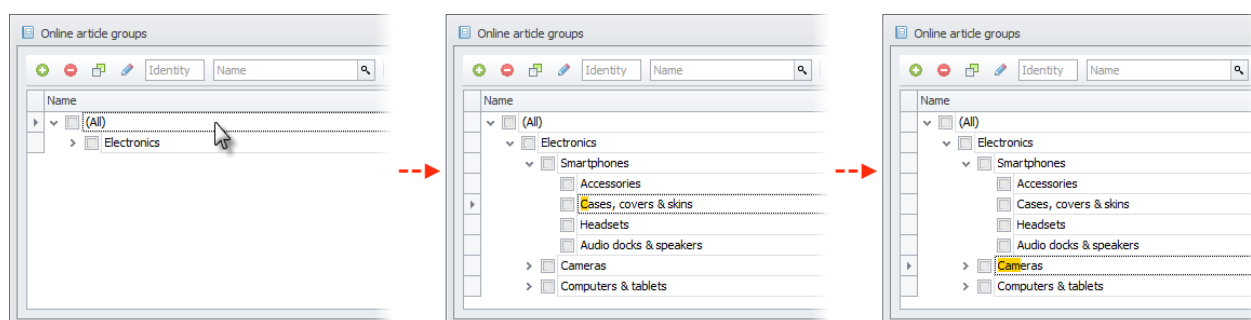 Online article groups
Identity Name
Name
(All)
Electronics
Online article groups
Identity Name
Name
(All)
Electronics
Smartphones
Accessories
Cases, covers & skins
Headsets
Audio docks & speakers
Cameras
Computers & tablets
Online article groups
Identity Name
Name
(All)
Electronics
Smartphones
Accessories
Cases, covers & skins
Headsets
Audio docks & speakers
Cameras
Computers & tablets